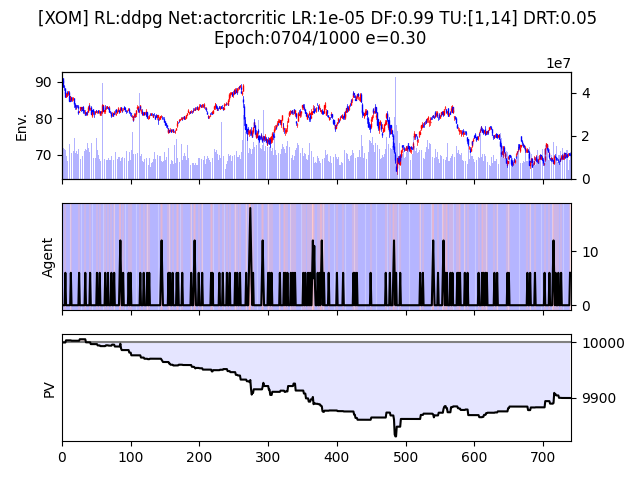 [XOM] RL:ddpg Net:actorcritic LR:1e-05 DF:0.99 TU:[1,14] DRT:0.05
Epoch:0704/1000 e=0.30
1e7
Env.
90
80
70
4
2
0
Agent
10
0
PV
10000
9900
0 100 200 300 400 500 600 700